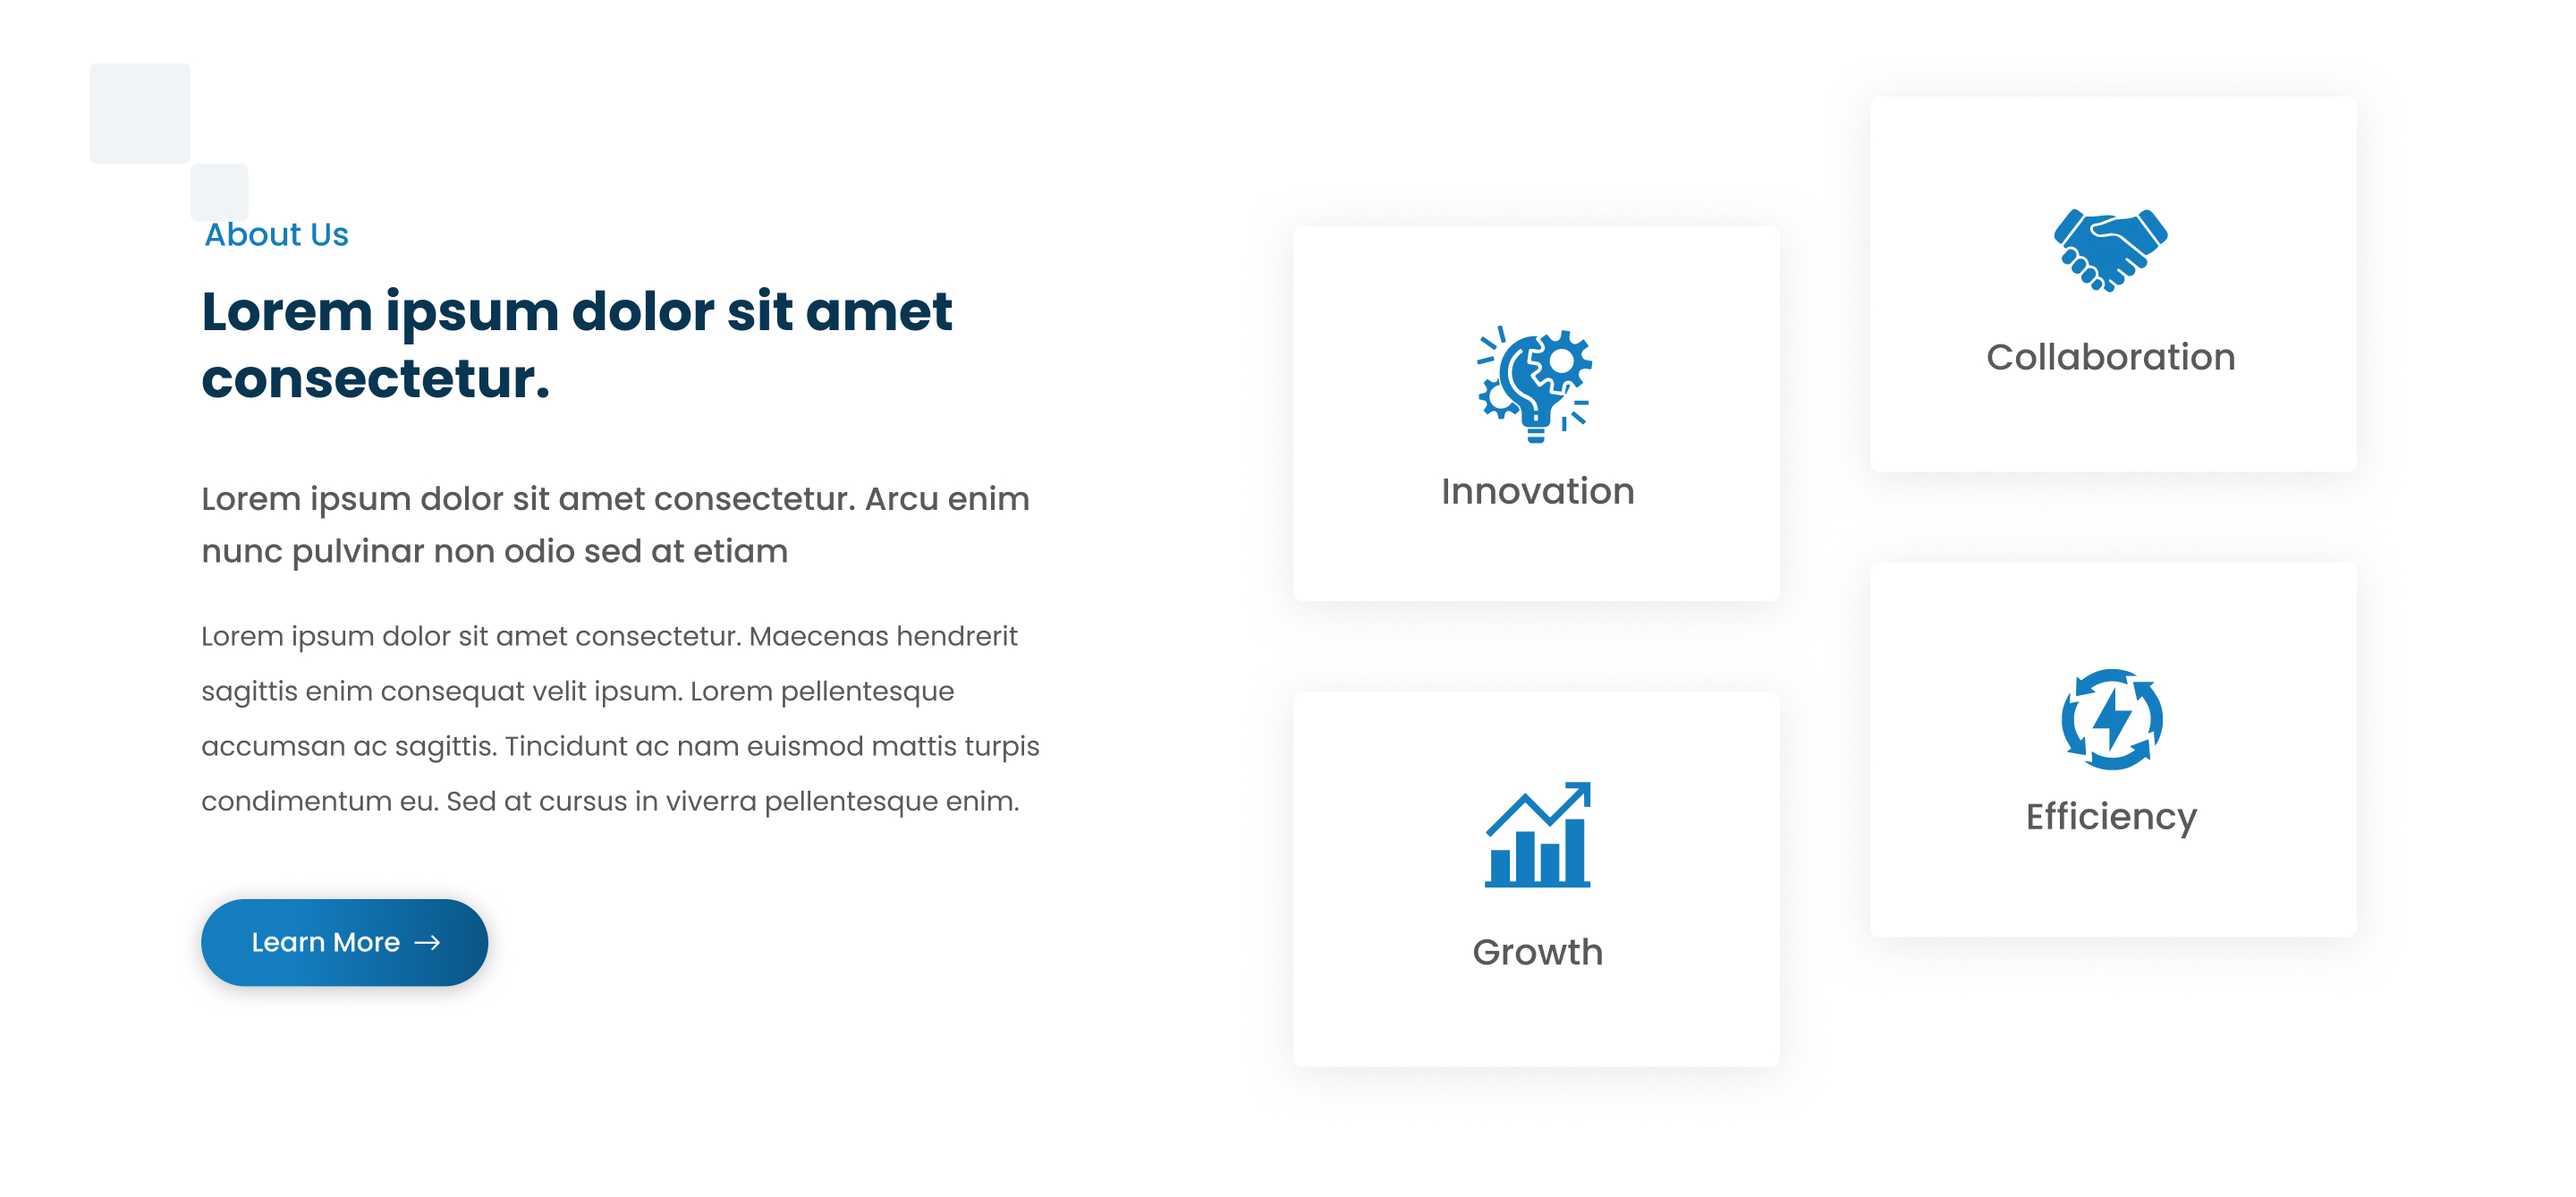 About Us
Lorem ipsum dolor sit amet
consectetur.
Lorem ipsum dolor sit amet consectetur. Arcu enim
nunc pulvinar non odio sed at etiam
Lorem ipsum dolor sit amet consectetur. Maecenas hendrerit
sagittis enim consequat velit ipsum. Lorem pellentesque
accumsan ac sagittis. Tincidunt ac nam euismod mattis turpis
condimentum eu. Sed at cursus in viverra pellentesque enim.
Learn More
Innovation
Collaboration
Growth
Efficiency